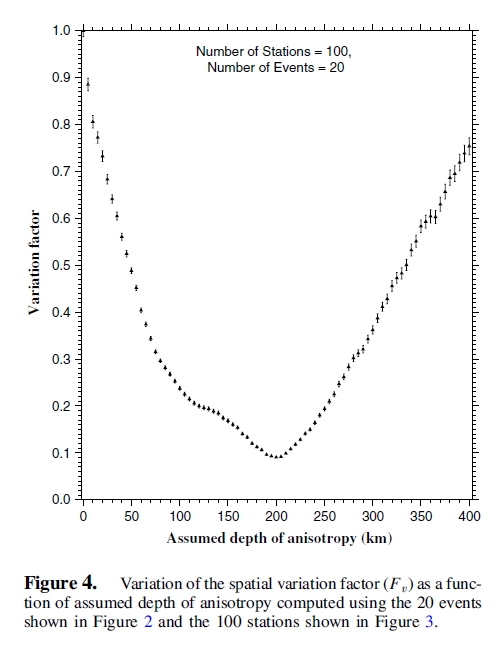 Number of Stations = 100,
Number of Events = 20
1.0
0.9
0.8
0.7
0.6
0.5
0.4
0.3
0.2
0.1
0.0
Variation factor
0 50 100 150 200 250 300 350 400
Assumed depth of anisotropy (km)
Figure 4. Variation of the spatial variation factor (Fv) as a func-
tion of assumed depth of anisotropy computed using the 20 events
shown in Figure 2 and the 100 stations shown in Figure 3.